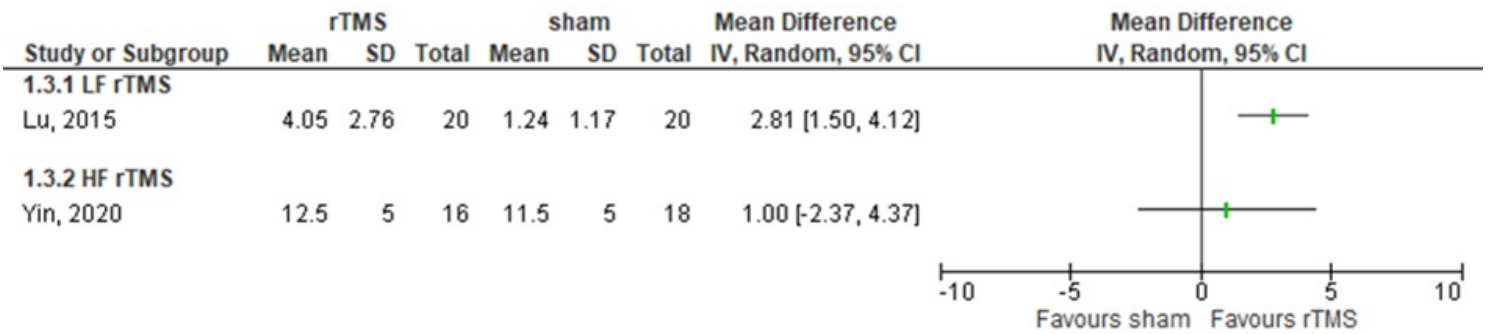 rTMS sham Mean Difference Mean Difference
Study or Subgroup Mean SD Total Mean SD Total IV, Random, 95% CI IV, Random, 95% CI
1.3.1 LF rTMS
Lu, 2015 4.05 2.76 20 1.24 1.17 20 2.81 [1.50, 4.12]
1.3.2 HF rTMS
Yin, 2020 12.5 5 16 11.5 5 18 1.00 [-2.37, 4.37]
-10 -5 0 5 10
Favours sham Favours rTMS